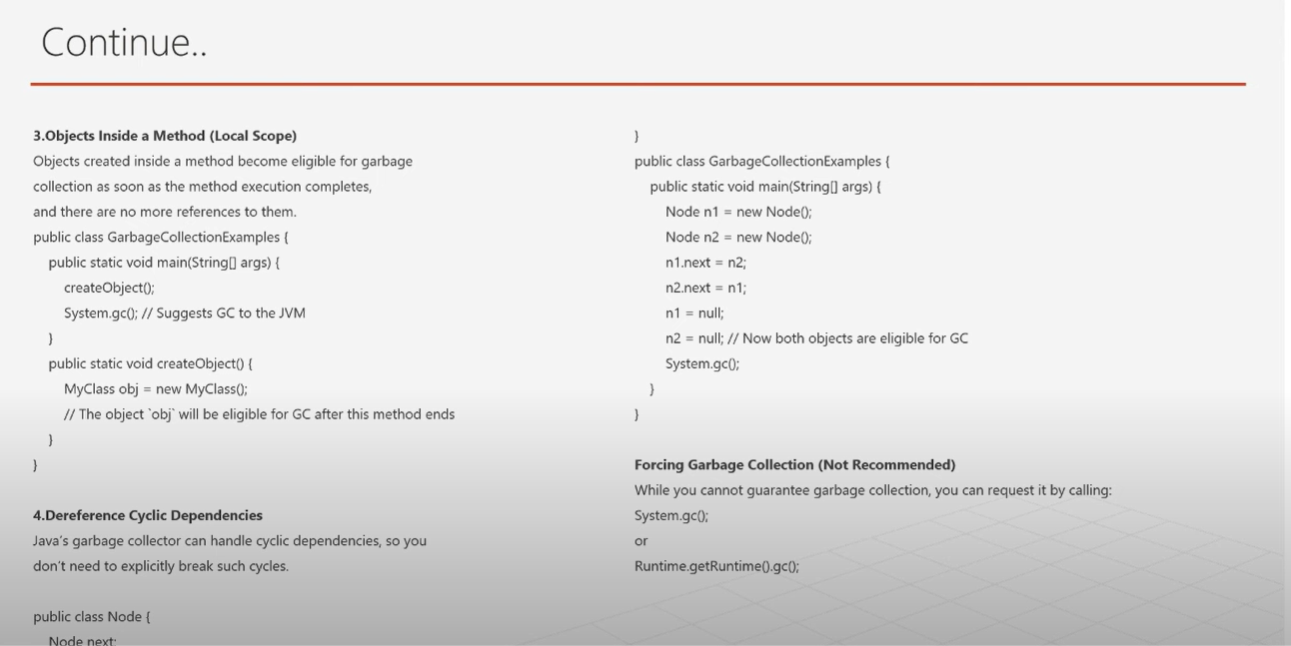 Continue..
3.Objects Inside a Method (Local Scope)
Objects created inside a method become eligible for garbage
collection as soon as the method execution completes,
and there are no more references to them.
public class GarbageCollectionExamples {
public static void main(String[] args) {
createObject();
System.gc(); // Suggests GC to the JVM
}
public static void createObject() {
MyClass obj = new MyClass();
// The object `obj` will be eligible for GC after this method ends
}
}
4.Dereference Cyclic Dependencies
Java's garbage collector can handle cyclic dependencies, so you
don't need to explicitly break such cycles.
public class Node {
Node next;
}
public class GarbageCollectionExamples {
public static void main(String[] args) {
Node n1 = new Node();
Node n2 = new Node();
n1.next = n2;
n2.next = n1;
n1 = null;
n2 = null; // Now both objects are eligible for GC
System.gc();
}
}
Forcing Garbage Collection (Not Recommended)
While you cannot guarantee garbage collection, you can request it by calling:
System.gc();
or
Runtime.getRuntime().gc();